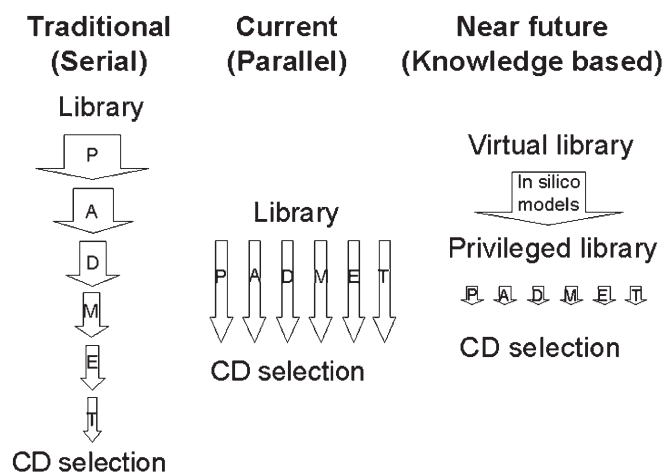 Traditional
(Serial)
Library
P
A
D
M
E
T
CD selection
Current
(Parallel)
Library
P A D M E T
CD selection
Near future
(Knowledge based)
Virtual library
In silico
models
Privileged library
P A D M E T
CD selection